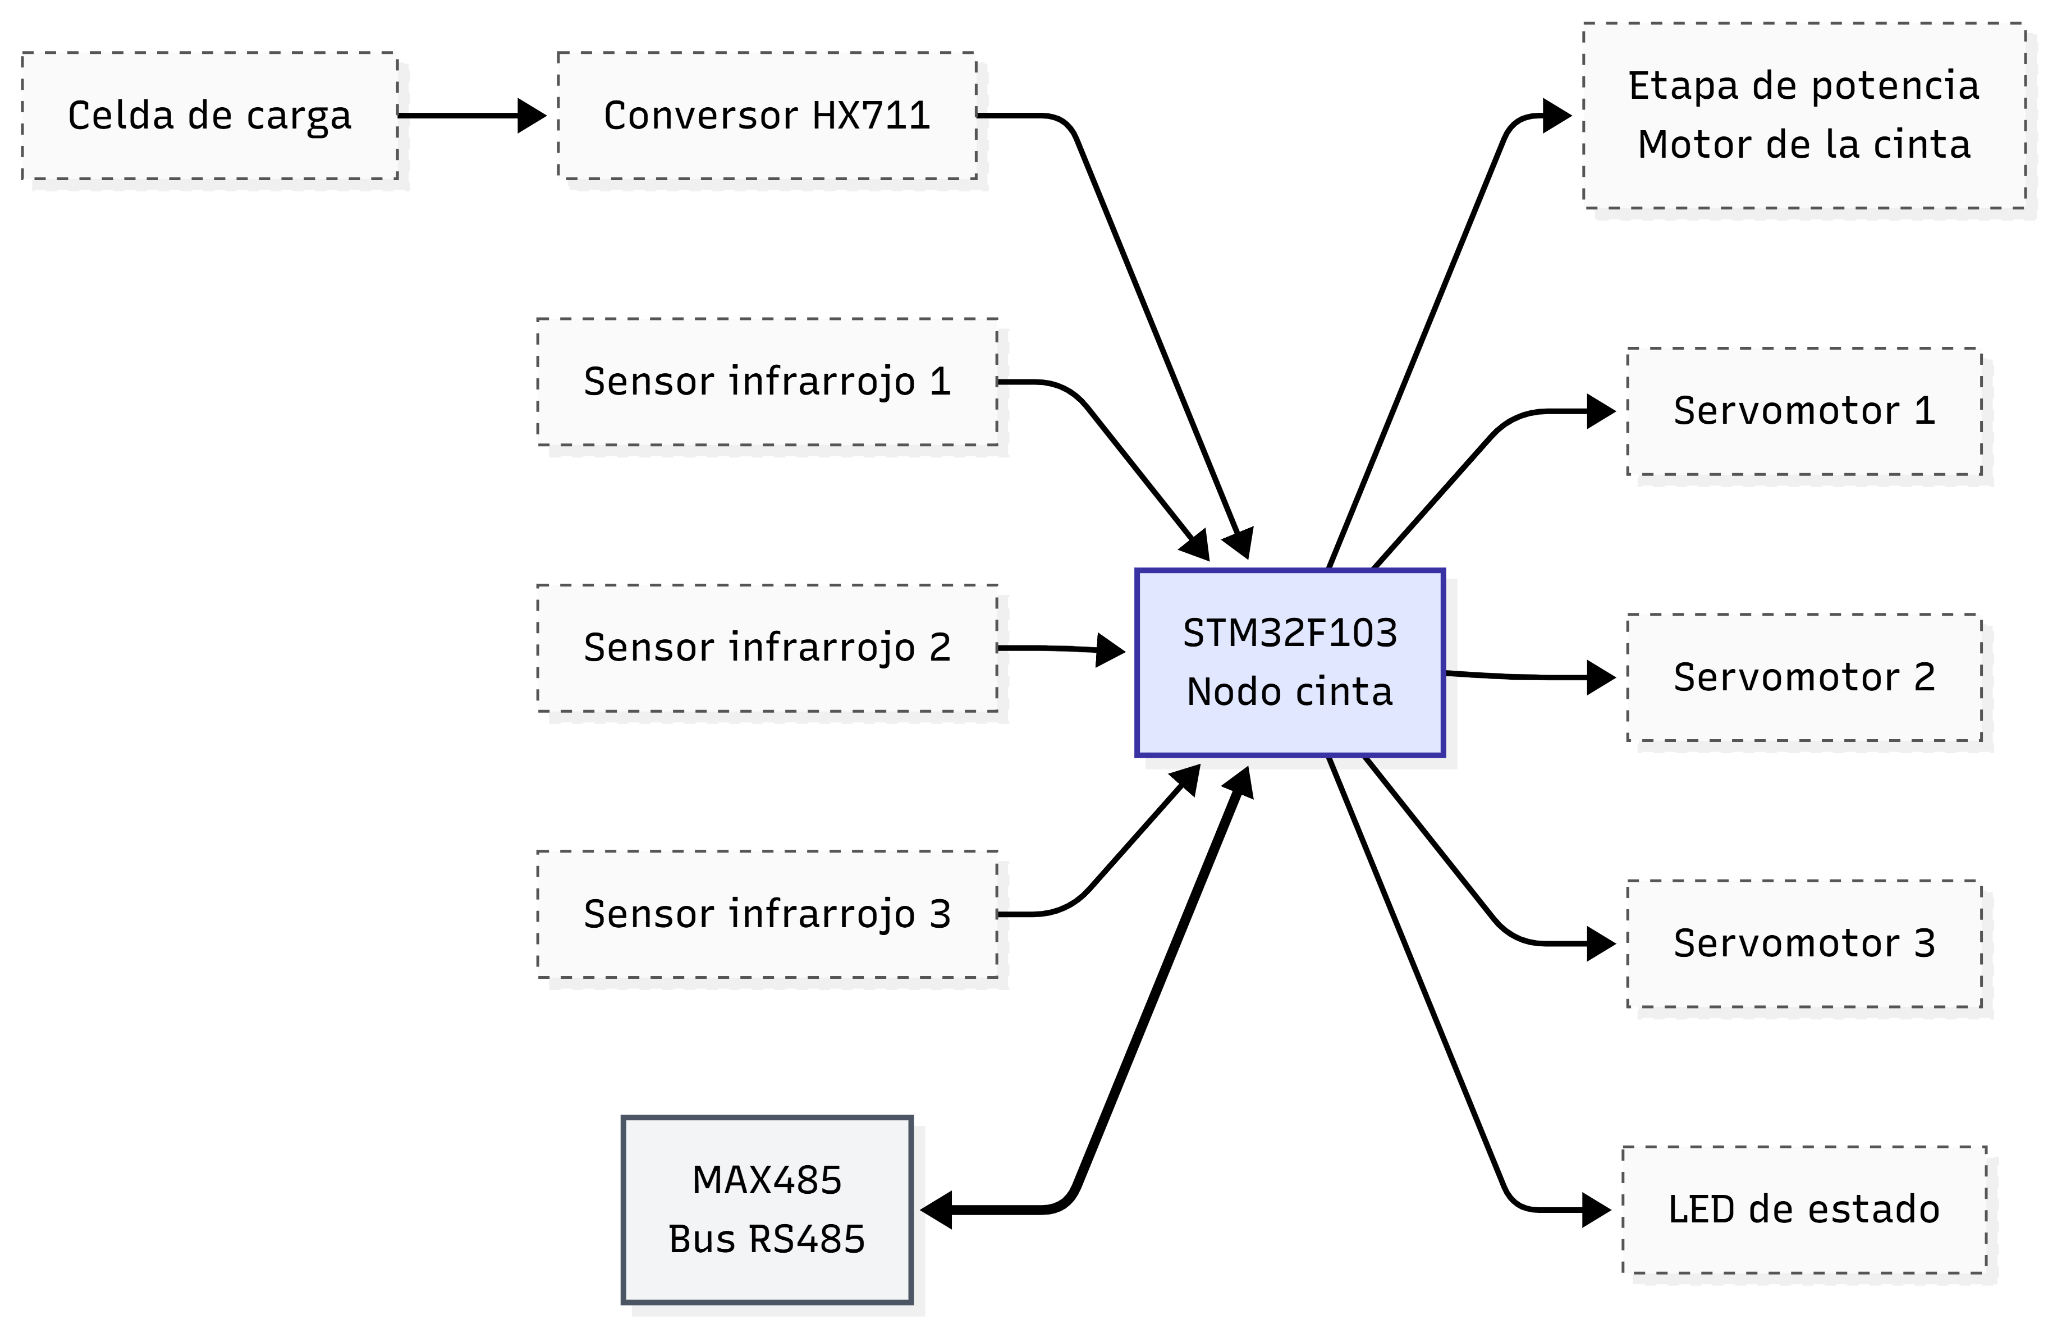 Celda de carga
Conversor HX711
Etapa de potencia
Motor de la cinta
Sensor infrarrojo 1
Servomotor 1
Sensor infrarrojo 2
STM32F103
Nodo cinta
Servomotor 2
Sensor infrarrojo 3
Servomotor 3
MAX485
Bus RS485
LED de estado